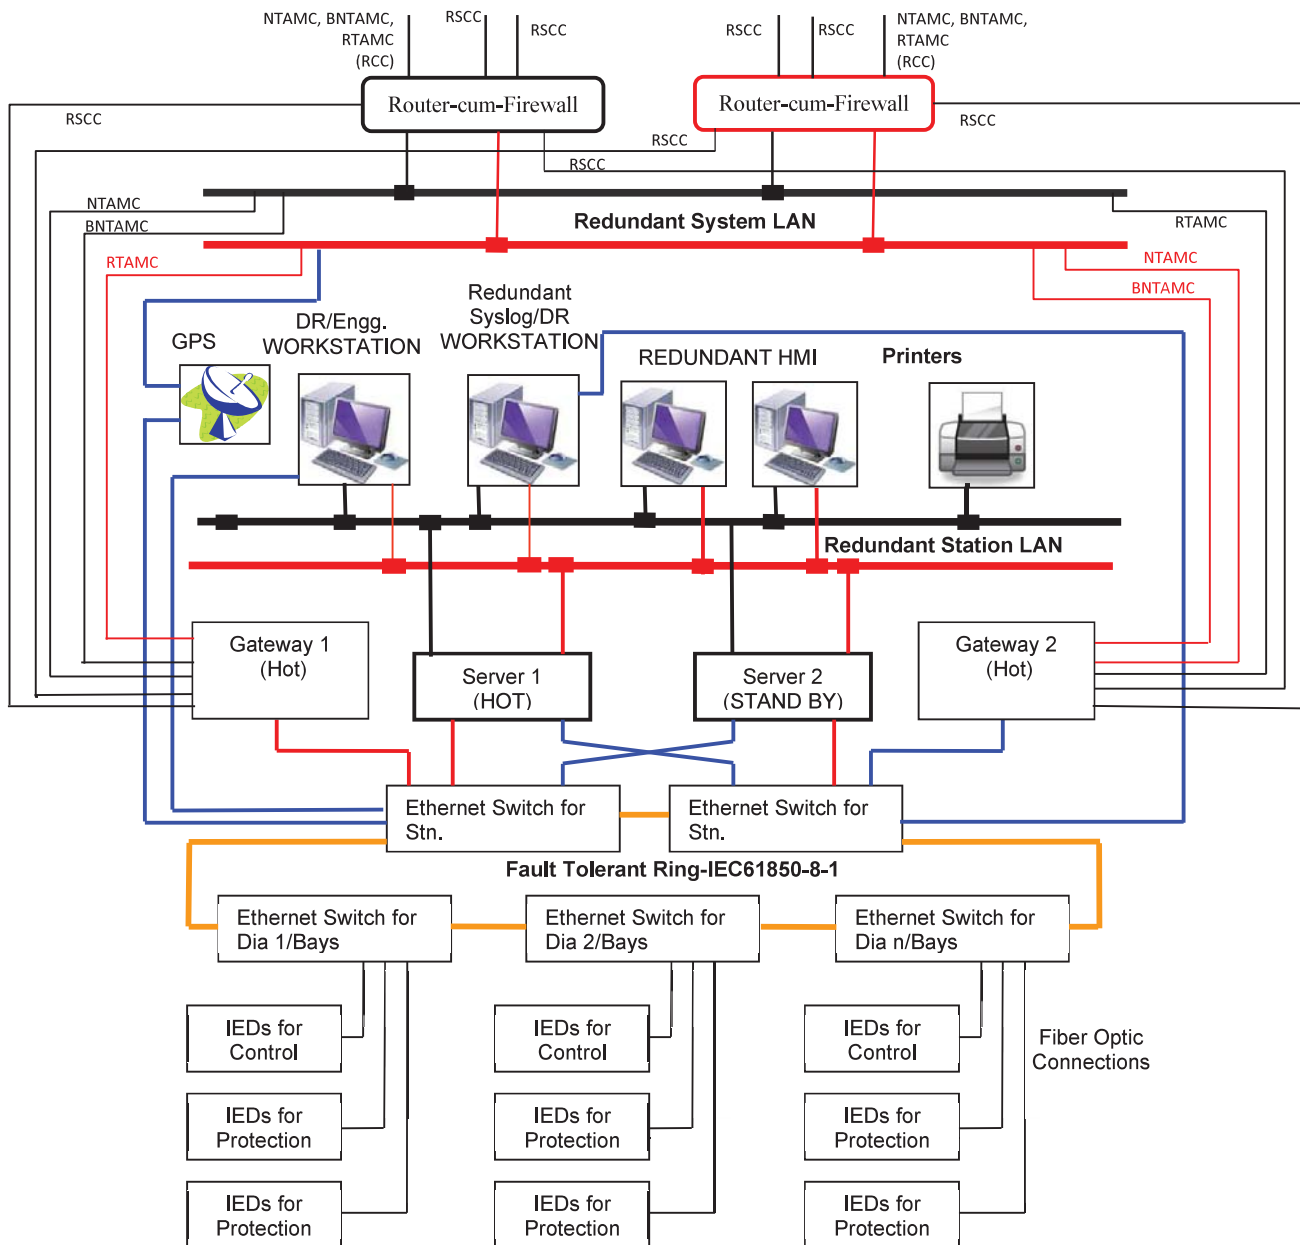 NTAMC, BNTAMC,
RTAMC
(RCC)
RSCC
RSCC
RSCC
RSCC
NTAMC, BNTAMC,
RTAMC
(RCC)
Router-cum-Firewall
Router-cum-Firewall
RSCC
RSCC
RSCC
RSCC
NTAMC
BNTAMC
RTAMC
Redundant System LAN
RTAMC
NTAMC
BNTAMC
GPS
DR/Engg.
WORKSTATION
Redundant
Syslog/DR
WORKSTATION
REDUNDANT HMI
Printers
Redundant Station LAN
Gateway 1
(Hot)
Server 1
(HOT)
Server 2
(STAND BY)
Gateway 2
(Hot)
Ethernet Switch for
Stn.
Ethernet Switch for
Stn.
Fault Tolerant Ring-IEC61850-8-1
Ethernet Switch for
Dia 1/Bays
Ethernet Switch for
Dia 2/Bays
Ethernet Switch for
Dia n/Bays
IEDs for
Control
IEDs for
Control
IEDs for
Control
Fiber Optic
Connections
IEDs for
Protection
IEDs for
Protection
IEDs for
Protection
IEDs for
Protection
IEDs for
Protection
IEDs for
Protection